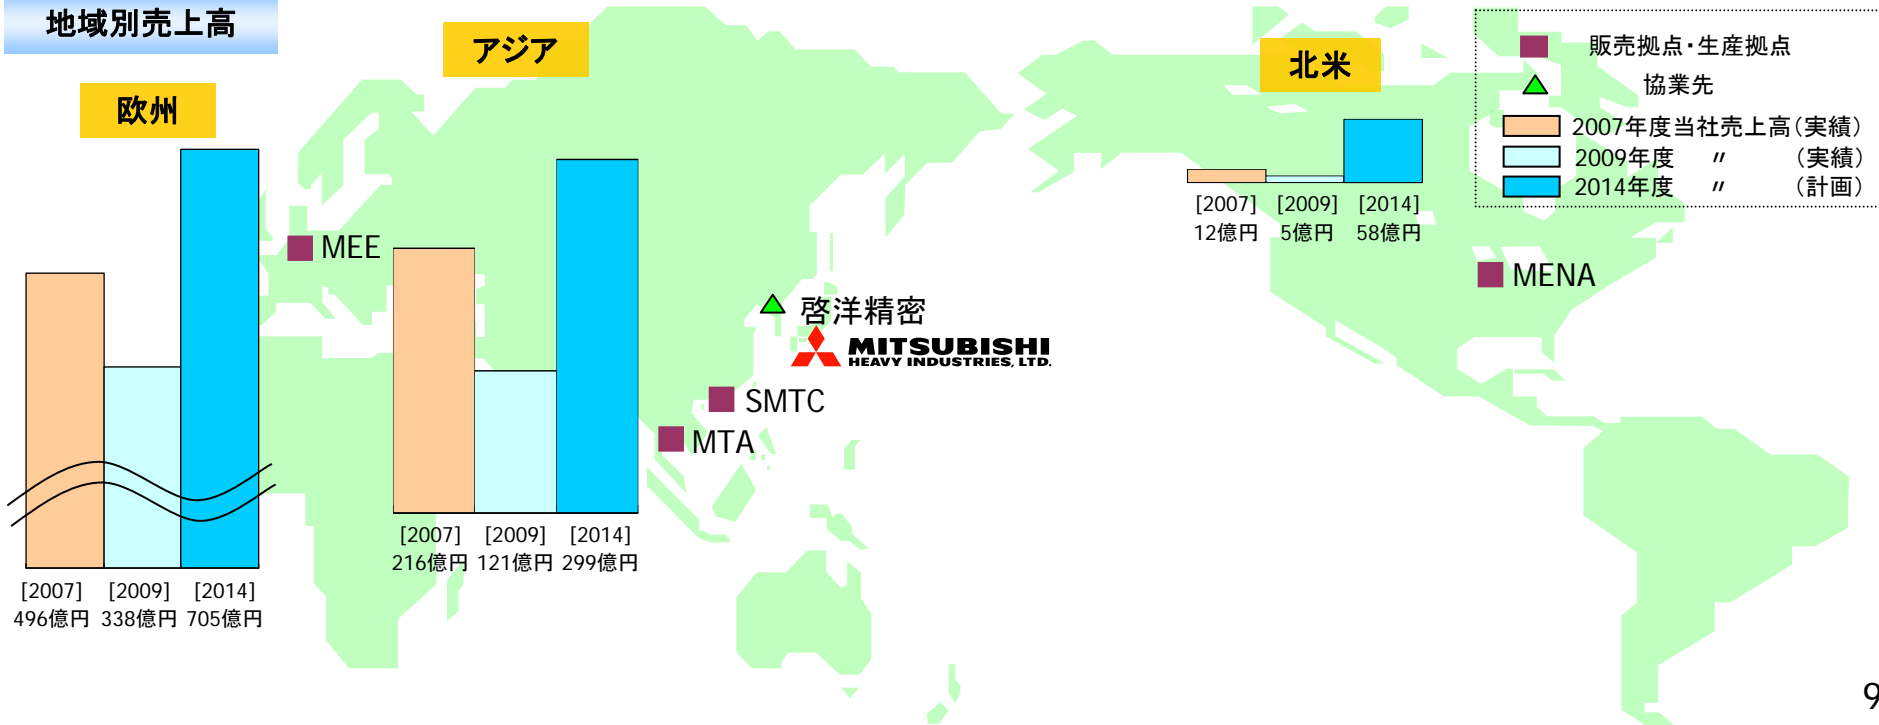 地域別売上高
欧州
アジア
北米
販売拠点・生産拠点
協業先
2007年度当社売上高(実績)
2009年度 〃 (実績)
2014年度 〃 (計画)
[2007] [2009] [2014]
496億円 338億円 705億円
[2007] [2009] [2014]
216億円 121億円 299億円
[2007] [2009] [2014]
12億円 5億円 58億円
MEE
啓洋精密
MITSUBISHI
HEAVY INDUSTRIES, LTD.
SMTC
MTA
MENA
9